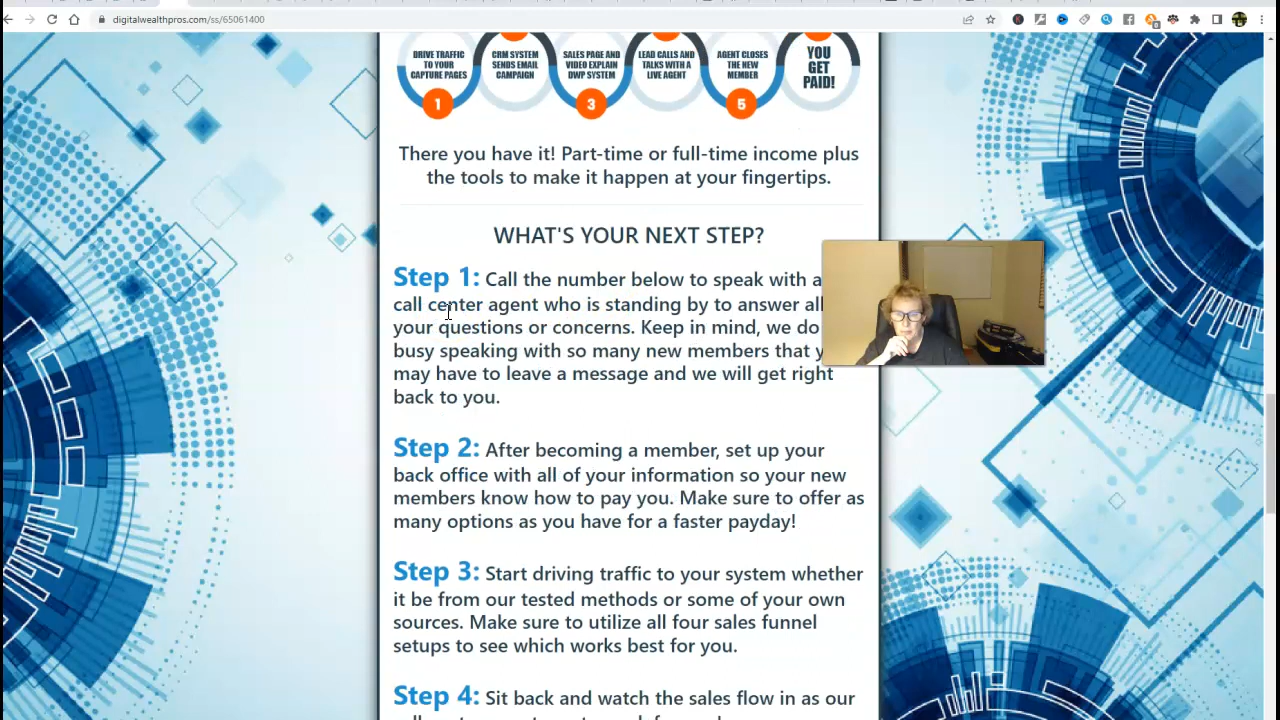 digitalwealthpros.com/ss/65061400
DRIVE TRAFFIC
TO YOUR
CAPTURE PAGES
1
CRM SYSTEM
SENDS EMAIL
CAMPAIGN
SALES PAGE AND
VIDEO EXPLAIN
DWP SYSTEM
3
LEAD CALLS AND
TALKS WITH A
LIVE AGENT
AGENT CLOSES
THE NEW
MEMBER
5
YOU
GET
PAID!
There you have it! Part-time or full-time income plus
the tools to make it happen at your fingertips.
WHAT'S YOUR NEXT STEP?
Step 1: Call the number below to speak with a
call center agent who is standing by to answer all
your questions or concerns. Keep in mind, we do
busy speaking with so many new members that
may have to leave a message and we will get right
back to you.
Step 2: After becoming a member, set up your
back office with all of your information so your new
members know how to pay you. Make sure to offer as
many options as you have for a faster payday!
Step 3: Start driving traffic to your system whether
it be from our tested methods or some of your own
sources. Make sure to utilize all four sales funnel
setups to see which works best for you.
Step 4: Sit back and watch the sales flow in as our